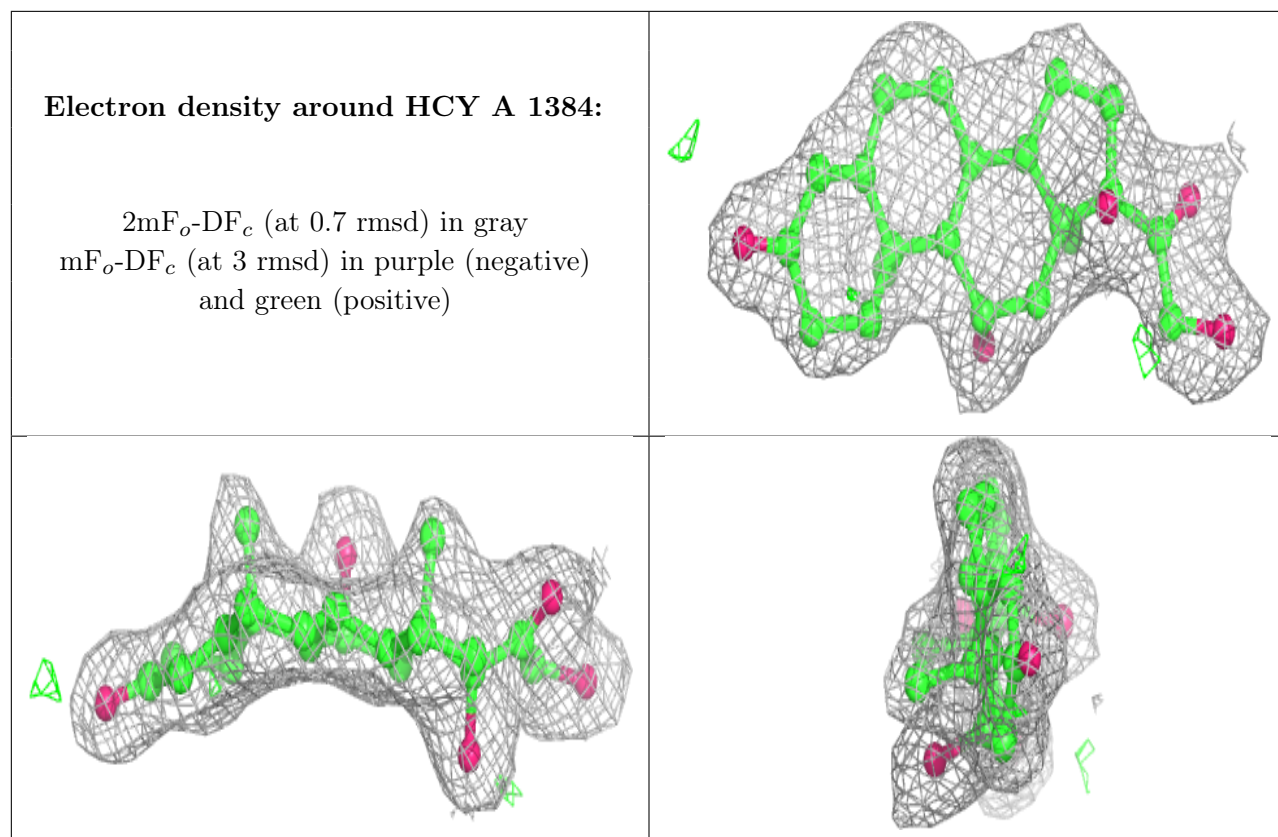 Electron density around HCY A 1384:
2mFo-DFc (at 0.7 rmsd) in gray
mFo-DFc (at 3 rmsd) in purple (negative)
and green (positive)